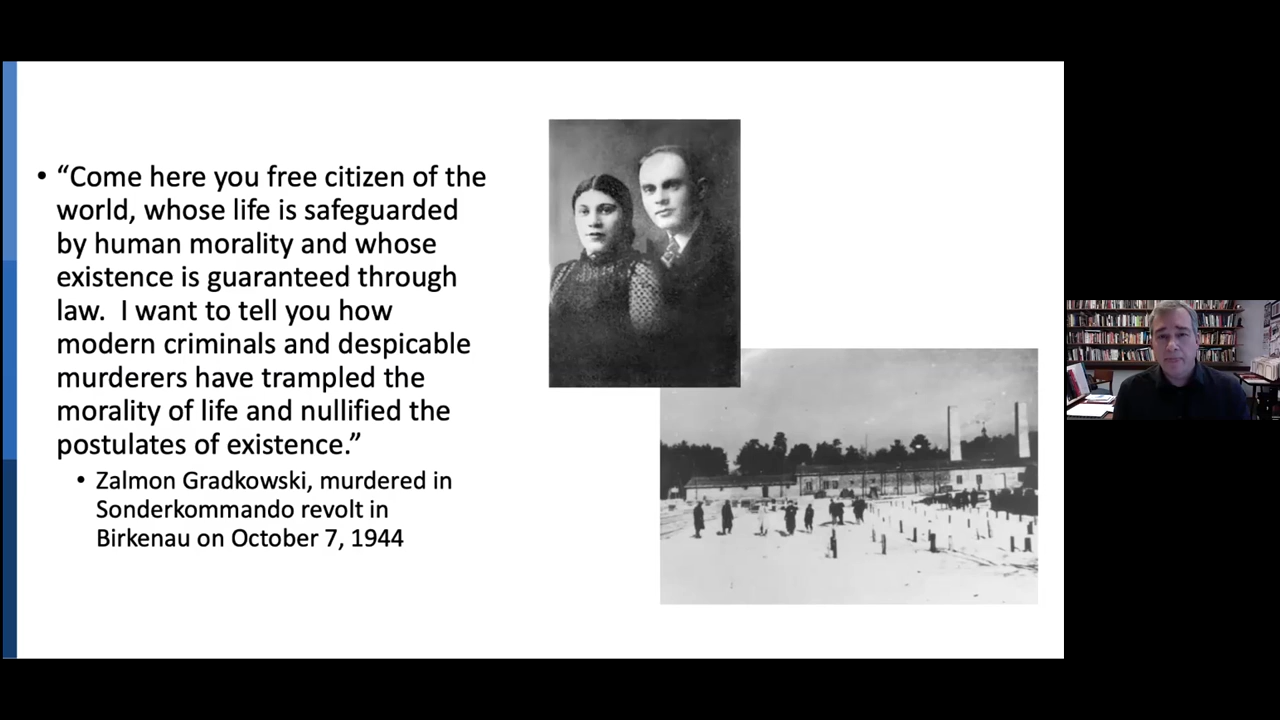 • “Come here you free citizen of the
world, whose life is safeguarded
by human morality and whose
existence is guaranteed through
law.  I want to tell you how
modern criminals and despicable
murderers have trampled the
morality of life and nullified the
postulates of existence.”
• Zalmon Gradkowski, murdered in
Sonderkommando revolt in
Birkenau on October 7, 1944